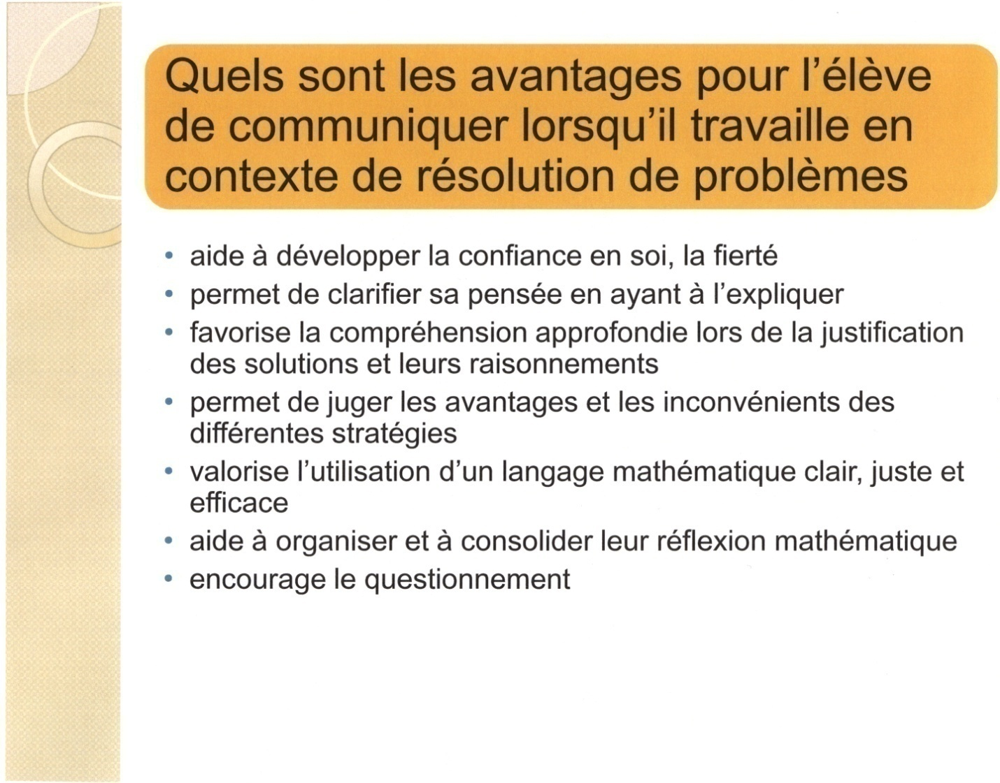 Quels sont les avantages pour l’élève
de communiquer lorsqu’il travaille en
contexte de résolution de problèmes
• aide à développer la confiance en soi, la fierté
• permet de clarifier sa pensée en ayant à l’expliquer
• favorise la compréhension approfondie lors de la justification
des solutions et leurs raisonnements
• permet de juger les avantages et les inconvénients des
différentes stratégies
• valorise l’utilisation d’un langage mathématique clair, juste et
efficace
• aide à organiser et à consolider leur réflexion mathématique
• encourage le questionnement